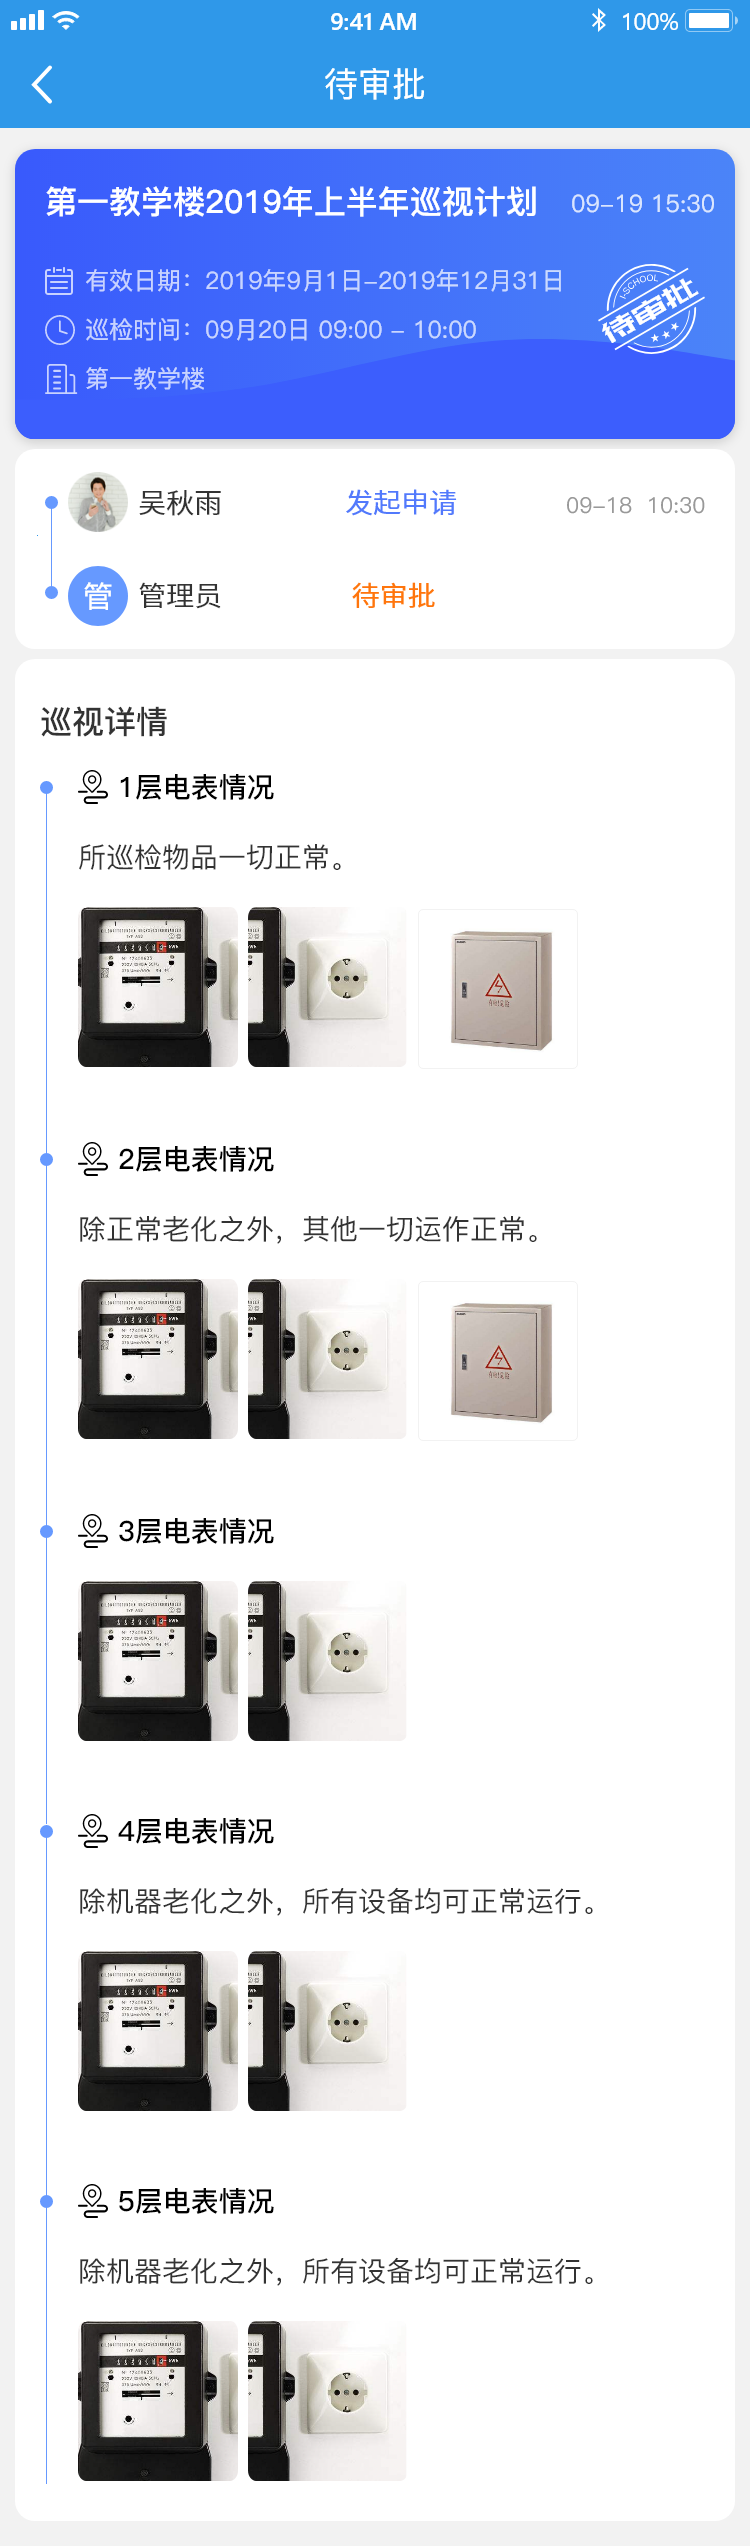 9:41 AM
100%
待审批
第一教学楼2019年上半年巡视计划
09-19 15:30
有效日期：2019年9月1日-2019年12月31日
I-SCHOOL
待审批
巡检时间：09月20日 09:00 - 10:00
第一教学楼
吴秋雨
发起申请
09-18 10:30
管
管理员
待审批
巡视详情
1层电表情况
所巡检物品一切正常。
2层电表情况
除正常老化之外，其他一切运作正常。
3层电表情况
4层电表情况
除机器老化之外，所有设备均可正常运行。
5层电表情况
除机器老化之外，所有设备均可正常运行。